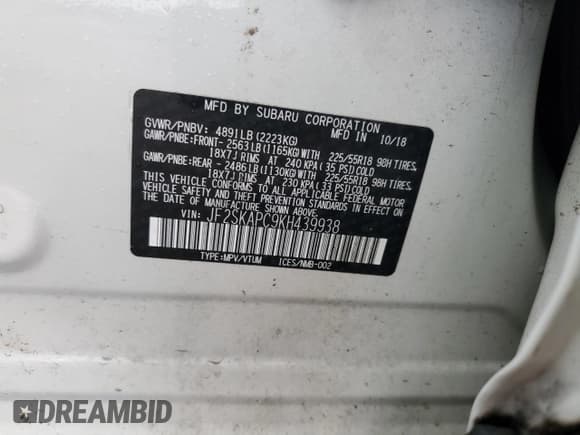 MFD BY SUBARU CORPORATION
GVWR/PNBV: 4891LB(2223KG) MFD IN 10/18
GAWR/PNBE:FRONT- 2563LB(1165KG)WITH 225/55R18 98H TIRES,
18X7J RIMS AT 240 KPA(35 PSI)COLD
GAWR/PNBE:REAR - 2486LB(1130KG)WITH 225/55R18 98H TIRES,
18X7J RIMS AT 230 KPA(33 PSI)COLD
THIS VEHICLE CONFORMS TO ALL APPLICABLE FEDERAL MOTOR
VEHICLE SAFETY, BUMPER, AND THEFT PREVENTION STANDARDS IN EFFECT ON
THE DATE OF MANUFACTURE SHOWN ABOVE.
VIN: JF2SKAPC9KH439938
TYPE:MPV/VTUM ICES/NMB-002
DREAMBID